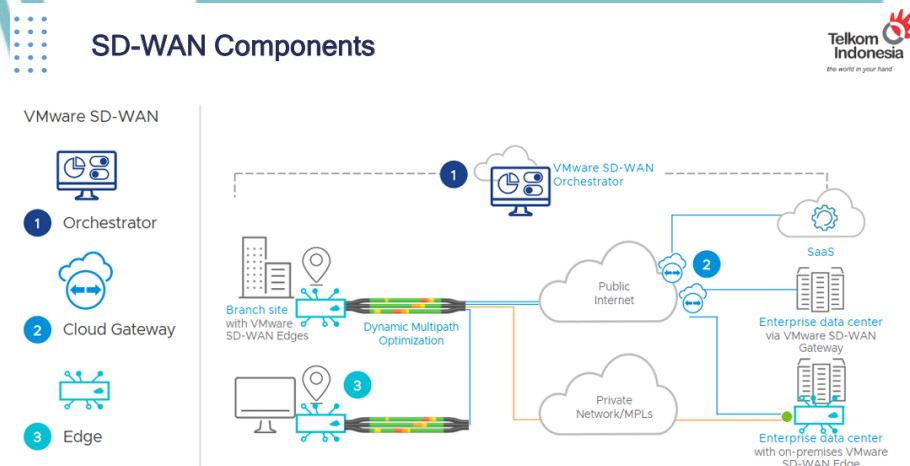 SD-WAN Components
Telkom
Indonesia
the world in your hand
VMware SD-WAN
1 Orchestrator
2 Cloud Gateway
3 Edge
1
VMware SD-WAN
Orchestrator
SaaS
2
Public
Internet
Branch site
with VMware
SD-WAN Edges
Dynamic Multipath
Optimization
Enterprise data center
via VMware SD-WAN
Gateway
3
Private
Network/MPLs
Enterprise data center
with on-premises VMware
SD-WAN Edge